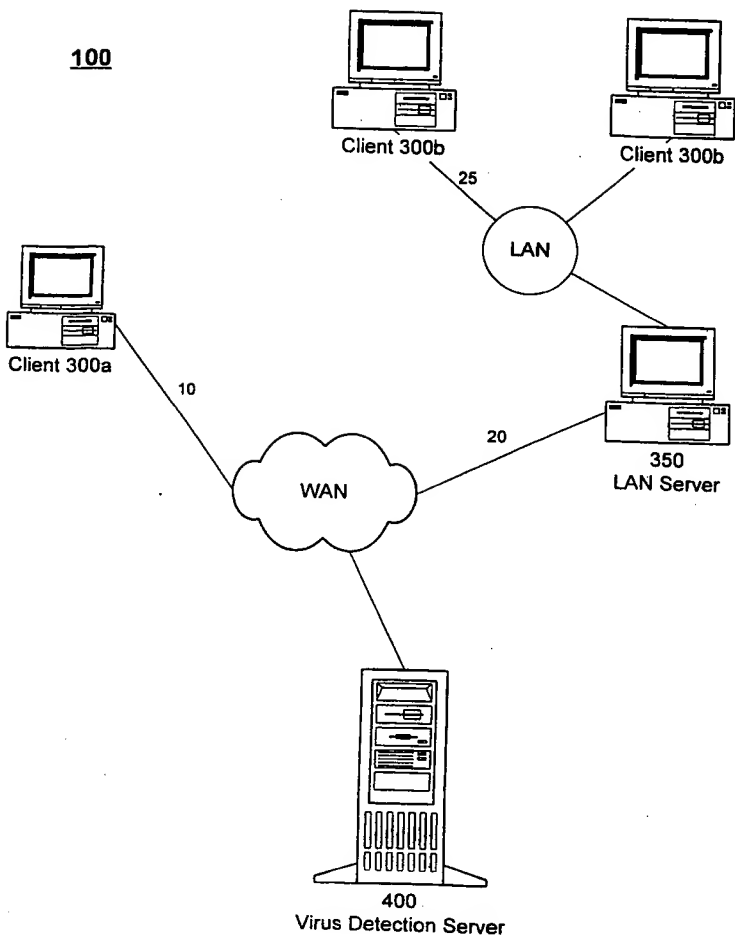 100
Client 300b
Client 300b
25
LAN
Client 300a
10
20
350
LAN Server
WAN
400
Virus Detection Server